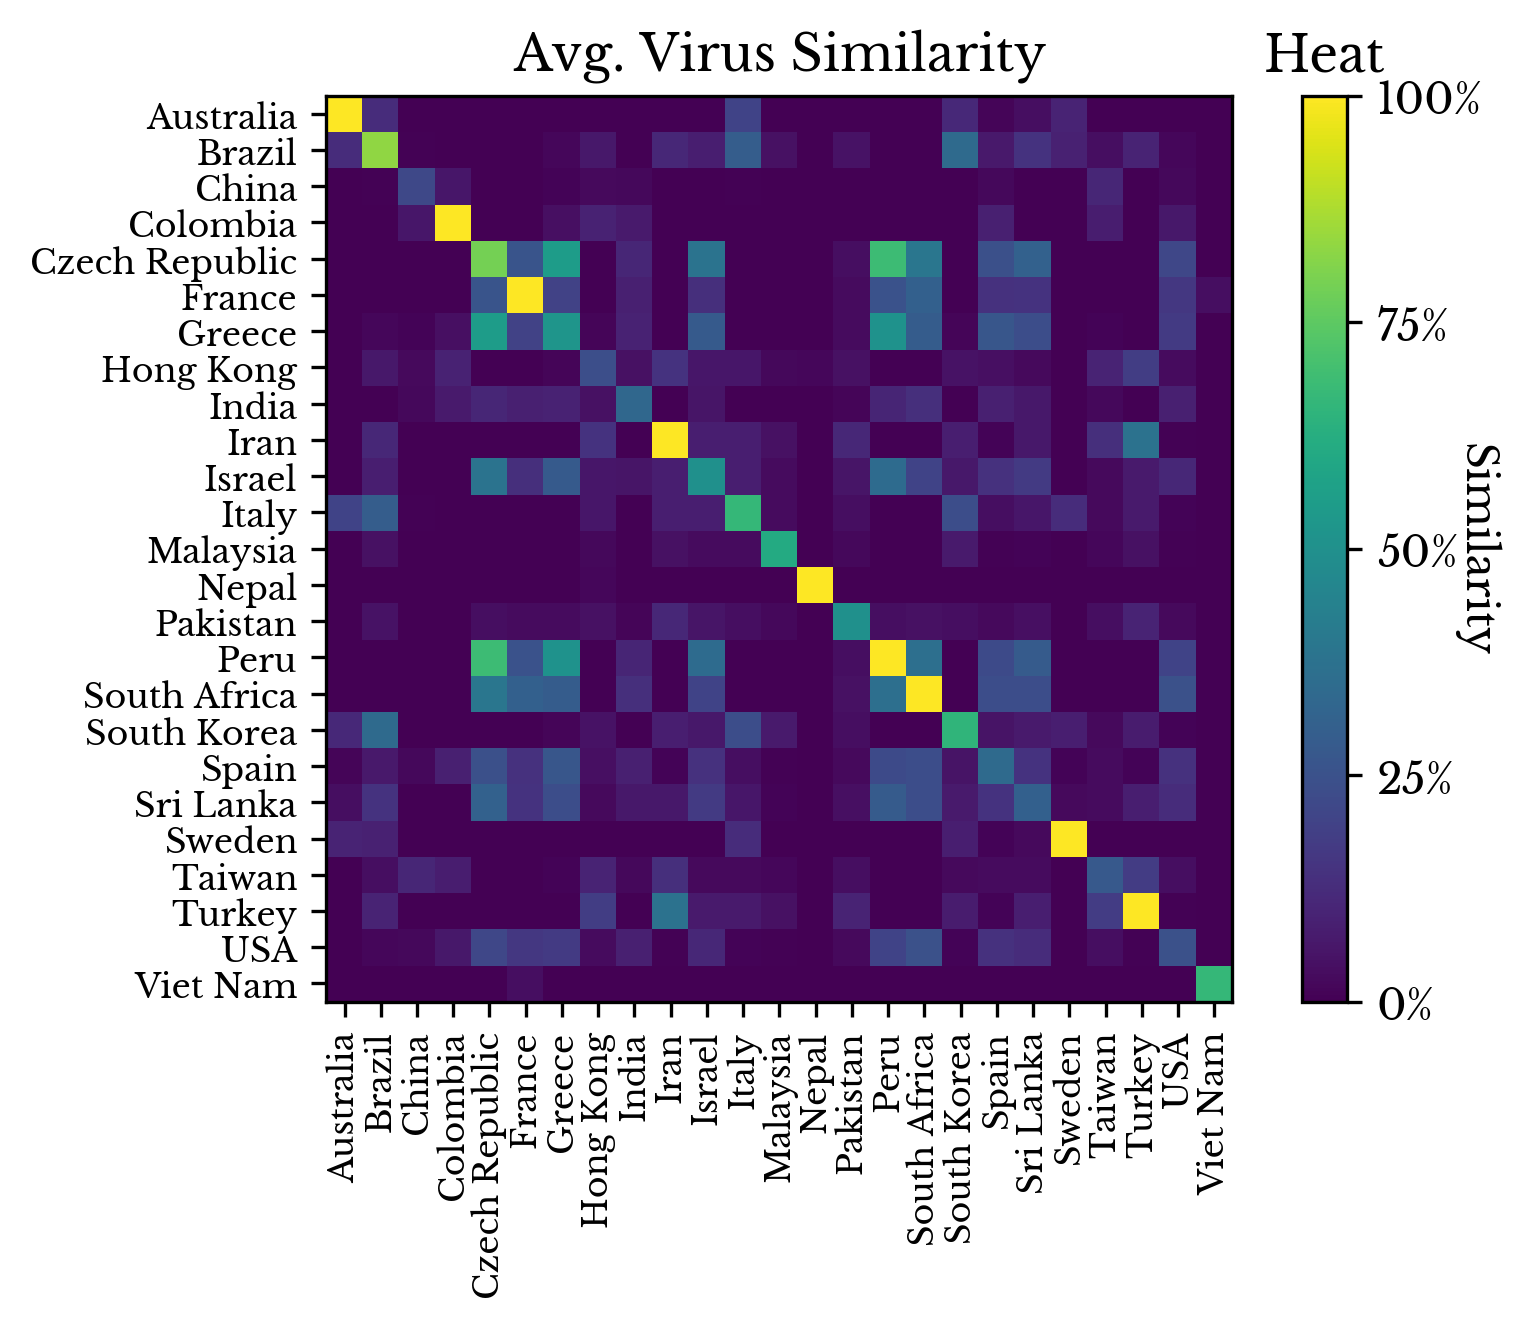 Avg. Virus Similarity
Heat
Australia
Brazil
China
Colombia
Czech Republic
France
Greece
Hong Kong
India
Iran
Israel
Italy
Malaysia
Nepal
Pakistan
Peru
South Africa
South Korea
Spain
Sri Lanka
Sweden
Taiwan
Turkey
USA
Viet Nam
Australia
Brazil
China
Colombia
Czech Republic
France
Greece
Hong Kong
India
Iran
Israel
Italy
Malaysia
Nepal
Pakistan
Peru
South Africa
South Korea
Spain
Sri Lanka
Sweden
Taiwan
Turkey
USA
Viet Nam
100%
75%
50%
25%
0%
Similarity